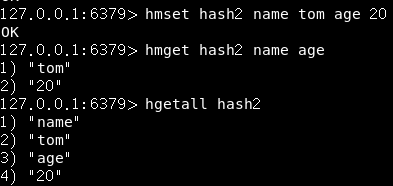 127.0.0.1:6379> hmset hash2 name tom age 20
OK
127.0.0.1:6379> hmget hash2 name age
1) "tom"
2) "20"
127.0.0.1:6379> hgetall hash2
1) "name"
2) "tom"
3) "age"
4) "20"